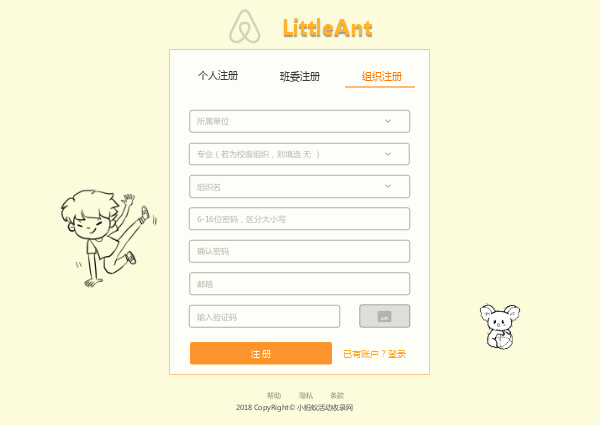 LittleAnt
个人注册 班委注册 组织注册
所属单位
专业（若为校级组织，则填选 无 ）
组织名
6-16位密码，区分大小写
确认密码
邮箱
输入验证码
注 册 已有账户？登录
帮助 隐私 条款
2018 CopyRight© 小蚂蚁活动收录网